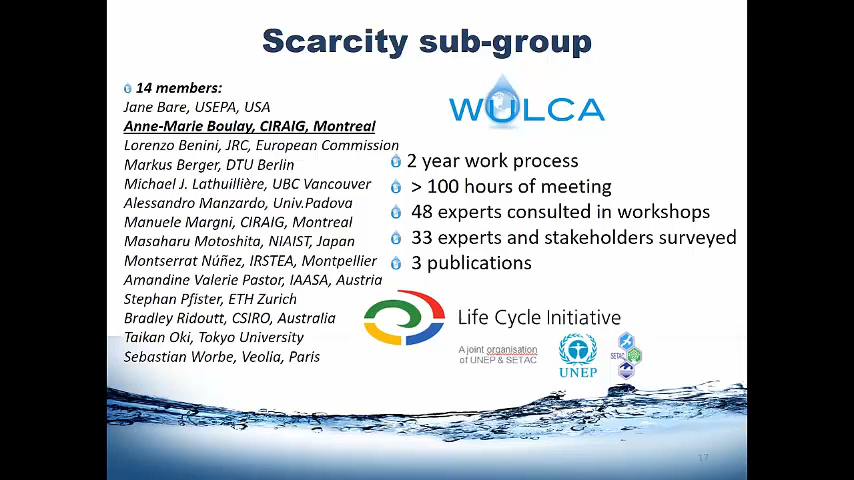 Scarcity sub-group
14 members:
Jane Bare, USEPA, USA
Anne-Marie Boulay, CIRAIG, Montreal
Lorenzo Benini, JRC, European Commission
Markus Berger, DTU Berlin
Michael J. Lathuillière, UBC Vancouver
Alessandro Manzardo, Univ.Padova
Manuele Margni, CIRAIG, Montreal
Masaharu Motoshita, NIAIST, Japan
Montserrat Núñez, IRSTEA, Montpellier
Amandine Valerie Pastor, IAASA, Austria
Stephan Pfister, ETH Zurich
Bradley Ridoutt, CSIRO, Australia
Taikan Oki, Tokyo University
Sebastian Worbe, Veolia, Paris
WULCA
2 year work process
> 100 hours of meeting
48 experts consulted in workshops
33 experts and stakeholders surveyed
3 publications
Life Cycle Initiative
A joint organisation
of UNEP & SETAC
UNEP
SETAC
17